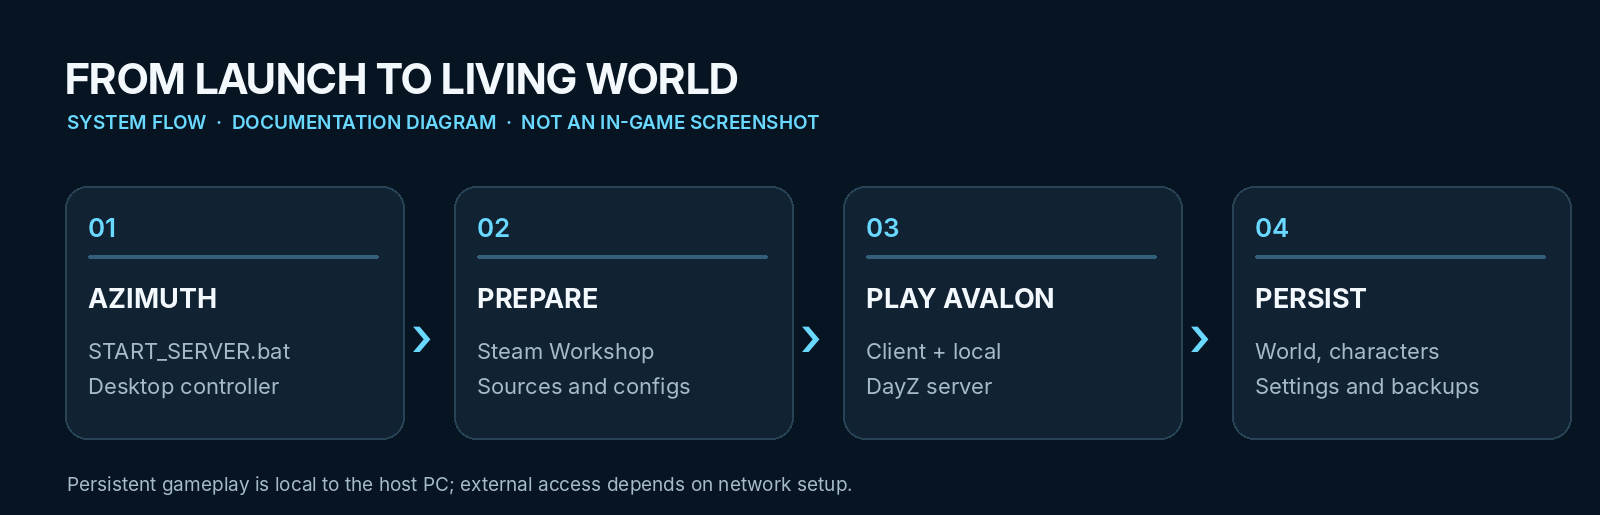 FROM LAUNCH TO LIVING WORLD
SYSTEM FLOW · DOCUMENTATION DIAGRAM · NOT AN IN-GAME SCREENSHOT
01
AZIMUTH
START_SERVER.bat
Desktop controller
02
PREPARE
Steam Workshop
Sources and configs
03
PLAY AVALON
Client + local
DayZ server
04
PERSIST
World, characters
Settings and backups
Persistent gameplay is local to the host PC; external access depends on network setup.